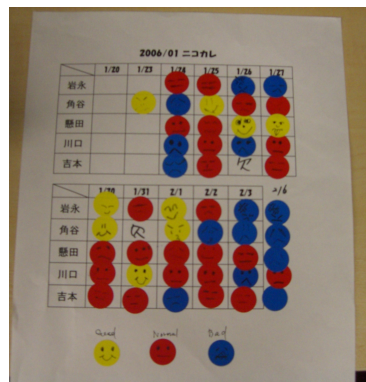 2006/01 ニコカレ
1/20 1/23 1/24 1/25 1/26 1/27
岩永
角谷
懸田
川口
吉本 欠
1/30 1/31 2/1 2/2 2/3 2/6
岩永
角谷 欠
懸田
川口
吉本
Good Normal Bad